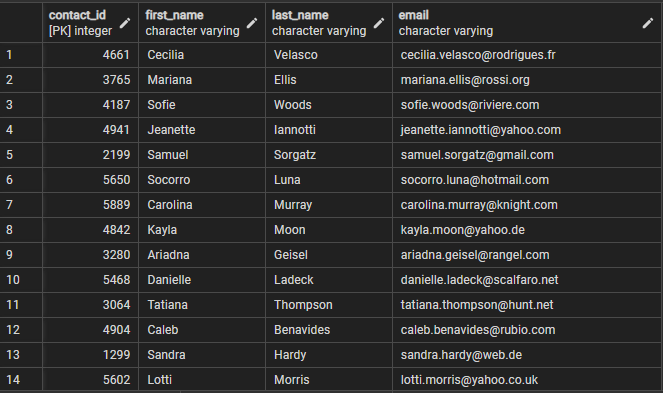 contact_id first_name last_name email
[PK] integer character varying character varying character varying
1 4661 Cecilia Velasco cecilia.velasco@rodrigues.fr
2 3765 Mariana Ellis mariana.ellis@rossi.org
3 4187 Sofie Woods sofie.woods@riviere.com
4 4941 Jeanette Iannotti jeanette.iannotti@yahoo.com
5 2199 Samuel Sorgatz samuel.sorgatz@gmail.com
6 5650 Socorro Luna socorro.luna@hotmail.com
7 5889 Carolina Murray carolina.murray@knight.com
8 4842 Kayla Moon kayla.moon@yahoo.de
9 3280 Ariadna Geisel ariadna.geisel@rangel.com
10 5468 Danielle Ladeck danielle.ladeck@scalfaro.net
11 3064 Tatiana Thompson tatiana.thompson@hunt.net
12 4904 Caleb Benavides caleb.benavides@rubio.com
13 1299 Sandra Hardy sandra.hardy@web.de
14 5602 Lotti Morris lotti.morris@yahoo.co.uk